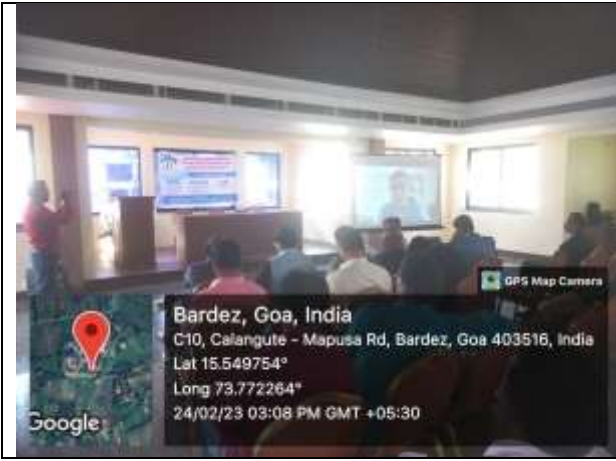 GPS Map Camera
Bardez, Goa, India
C10, Calangute - Mapusa Rd, Bardez, Goa 403516, India
Lat 15.549754°
Long 73.772264°
24/02/23 03:08 PM GMT +05:30
Google